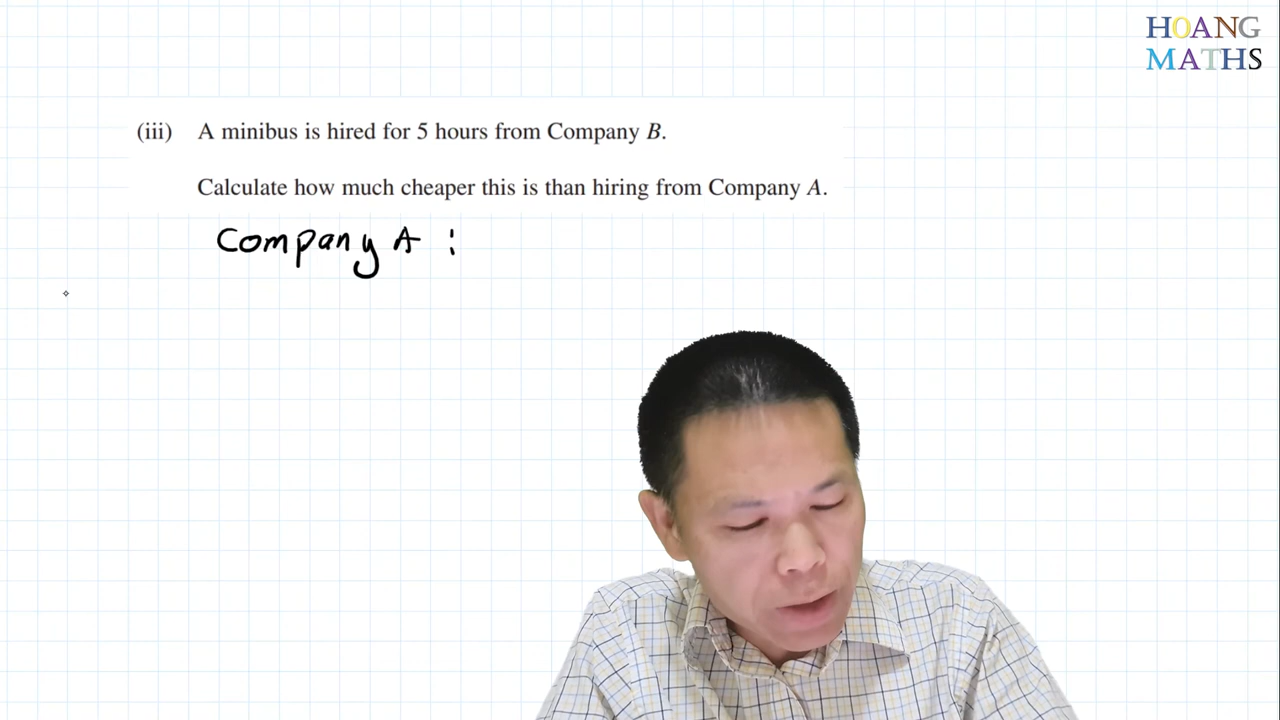 HOANG
MATHS
(iii) A minibus is hired for 5 hours from Company B.
Calculate how much cheaper this is than hiring from Company A.
Company A :